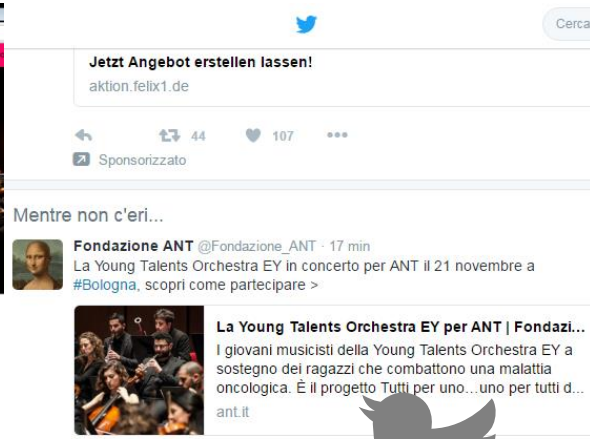 Cerca
Jetzt Angebot erstellen lassen!
aktion.felix1.de
44 107
Sponsorizzato
Mentre non c'eri...
Fondazione ANT @Fondazione_ANT · 17 min
La Young Talents Orchestra EY in concerto per ANT il 21 novembre a
#Bologna, scopri come partecipare >
La Young Talents Orchestra EY per ANT | Fondazi...
I giovani musicisti della Young Talents Orchestra EY a
sostegno dei ragazzi che combattono una malattia
oncologica. È il progetto Tutti per uno...uno per tutti d...
ant.it